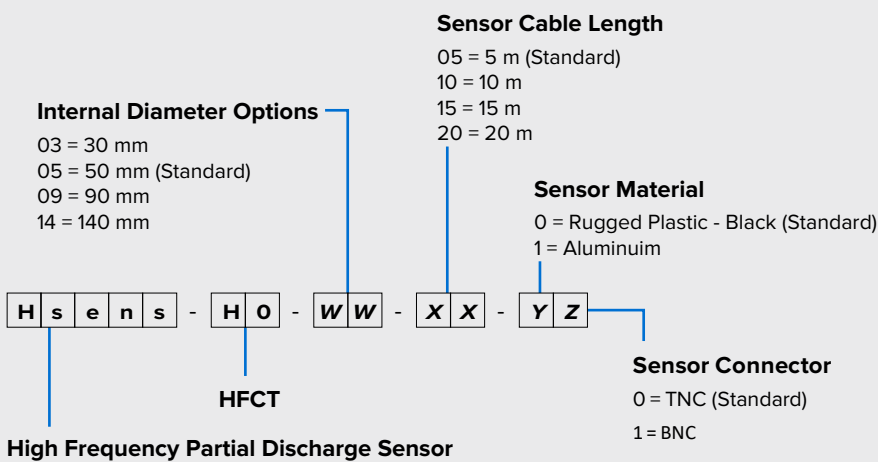 Sensor Cable Length
05 = 5 m (Standard)
10 = 10 m
15 = 15 m
20 = 20 m
Internal Diameter Options
03 = 30 mm
05 = 50 mm (Standard)
09 = 90 mm
14 = 140 mm
Sensor Material
0 = Rugged Plastic - Black (Standard)
1 = Aluminuim
H s e n s - H 0 - W W - X X - Y Z
Sensor Connector
0 = TNC (Standard)
1 = BNC
HFCT
High Frequency Partial Discharge Sensor